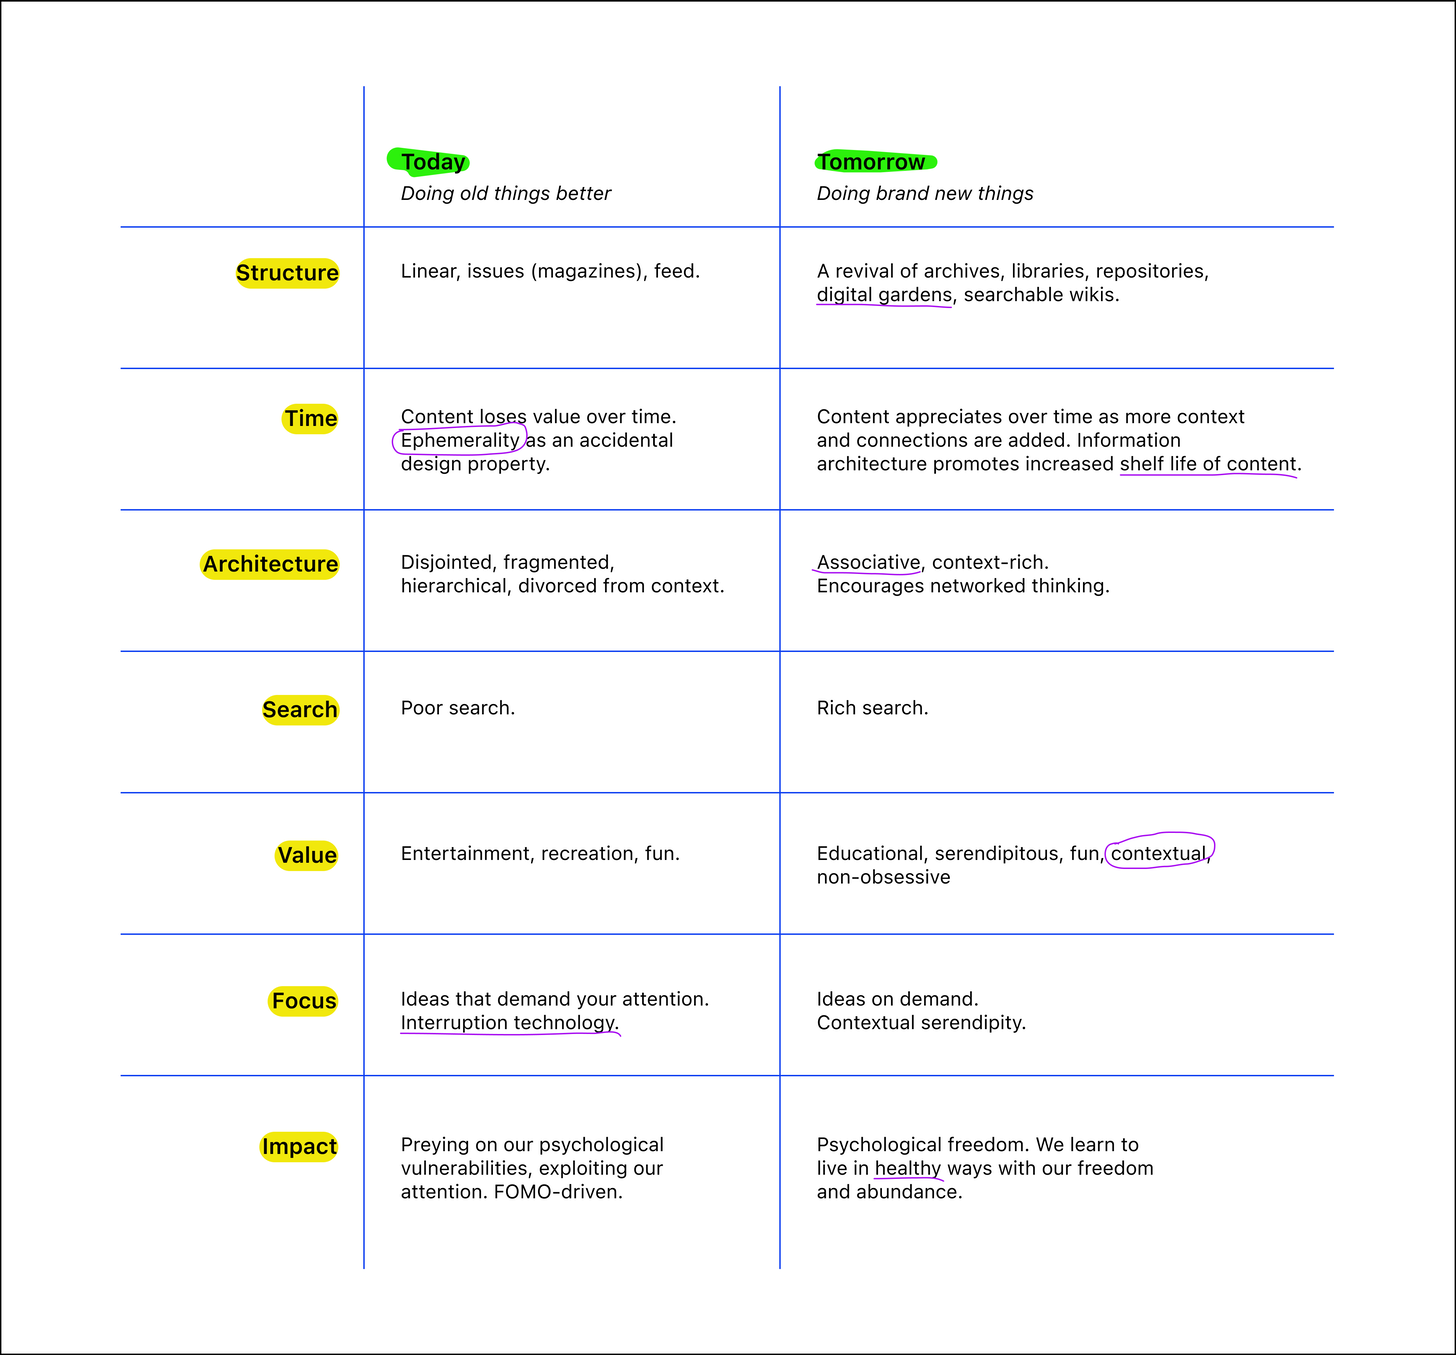 Today
Doing old things better
Tomorrow
Doing brand new things
Structure
Linear, issues (magazines), feed.
A revival of archives, libraries, repositories,
digital gardens, searchable wikis.
Time
Content loses value over time.
Ephemerality as an accidental
design property.
Content appreciates over time as more context
and connections are added. Information
architecture promotes increased shelf life of content.
Architecture
Disjointed, fragmented,
hierarchical, divorced from context.
Associative, context-rich.
Encourages networked thinking.
Search
Poor search.
Rich search.
Value
Entertainment, recreation, fun.
Educational, serendipitous, fun, contextual,
non-obsessive
Focus
Ideas that demand your attention.
Interruption technology.
Ideas on demand.
Contextual serendipity.
Impact
Preying on our psychological
vulnerabilities, exploiting our
attention. FOMO-driven.
Psychological freedom. We learn to
live in healthy ways with our freedom
and abundance.